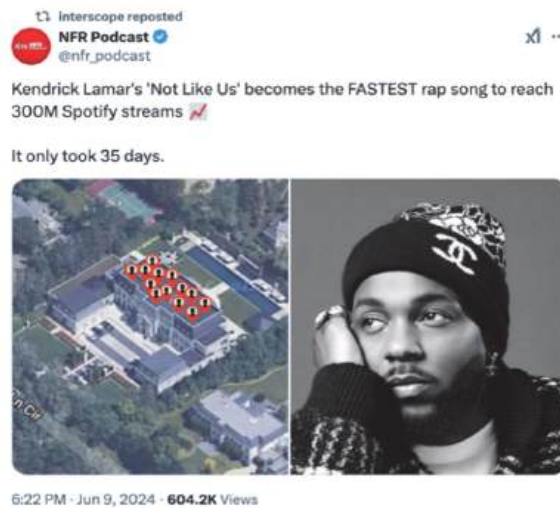 interscope reposted
NFR Podcast
@nfr_podcast
Kendrick Lamar's 'Not Like Us' becomes the FASTEST rap song to reach
300M Spotify streams
It only took 35 days.
n Cir
6:22 PM · Jun 9, 2024 · 604.2K Views